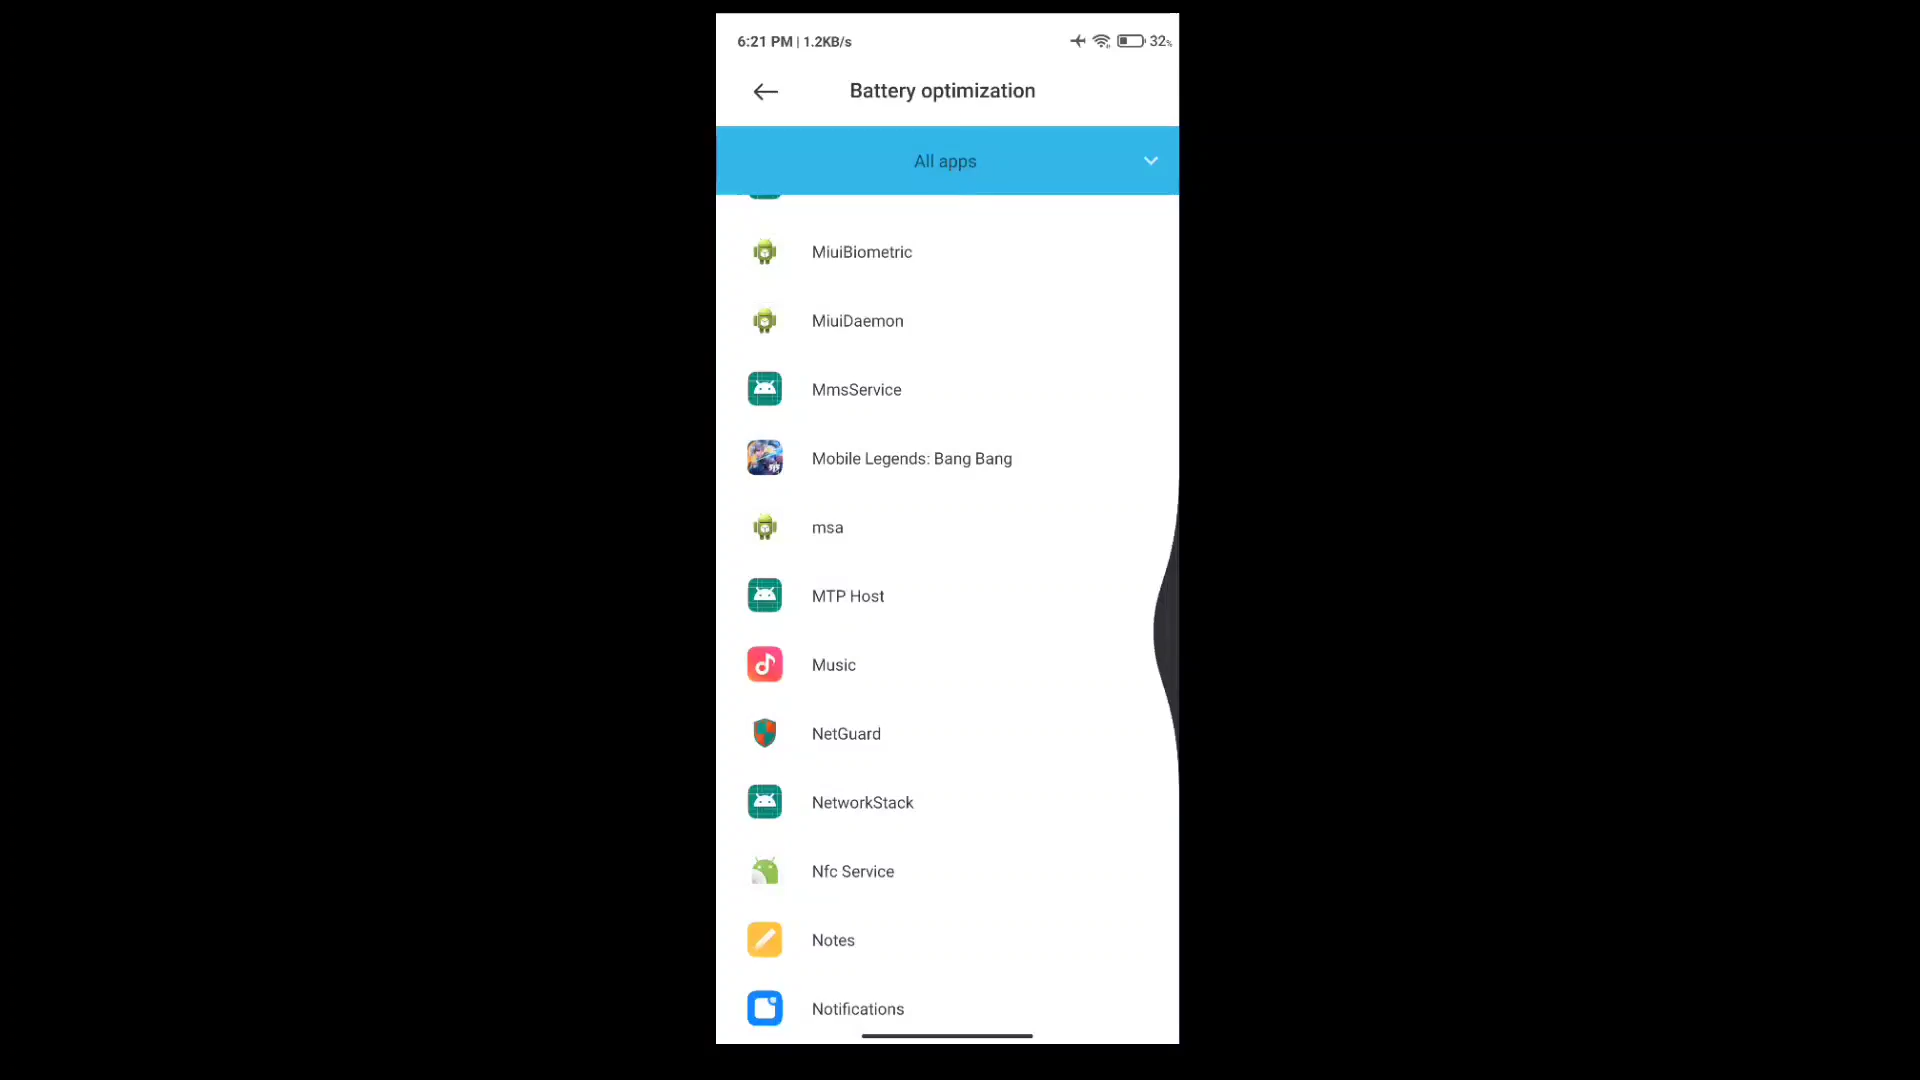 6:21 PM | 1.2KB/s 32%
Battery optimization
All apps
MiuiBiometric
MiuiDaemon
MmsService
Mobile Legends: Bang Bang
msa
MTP Host
Music
NetGuard
NetworkStack
Nfc Service
Notes
Notifications